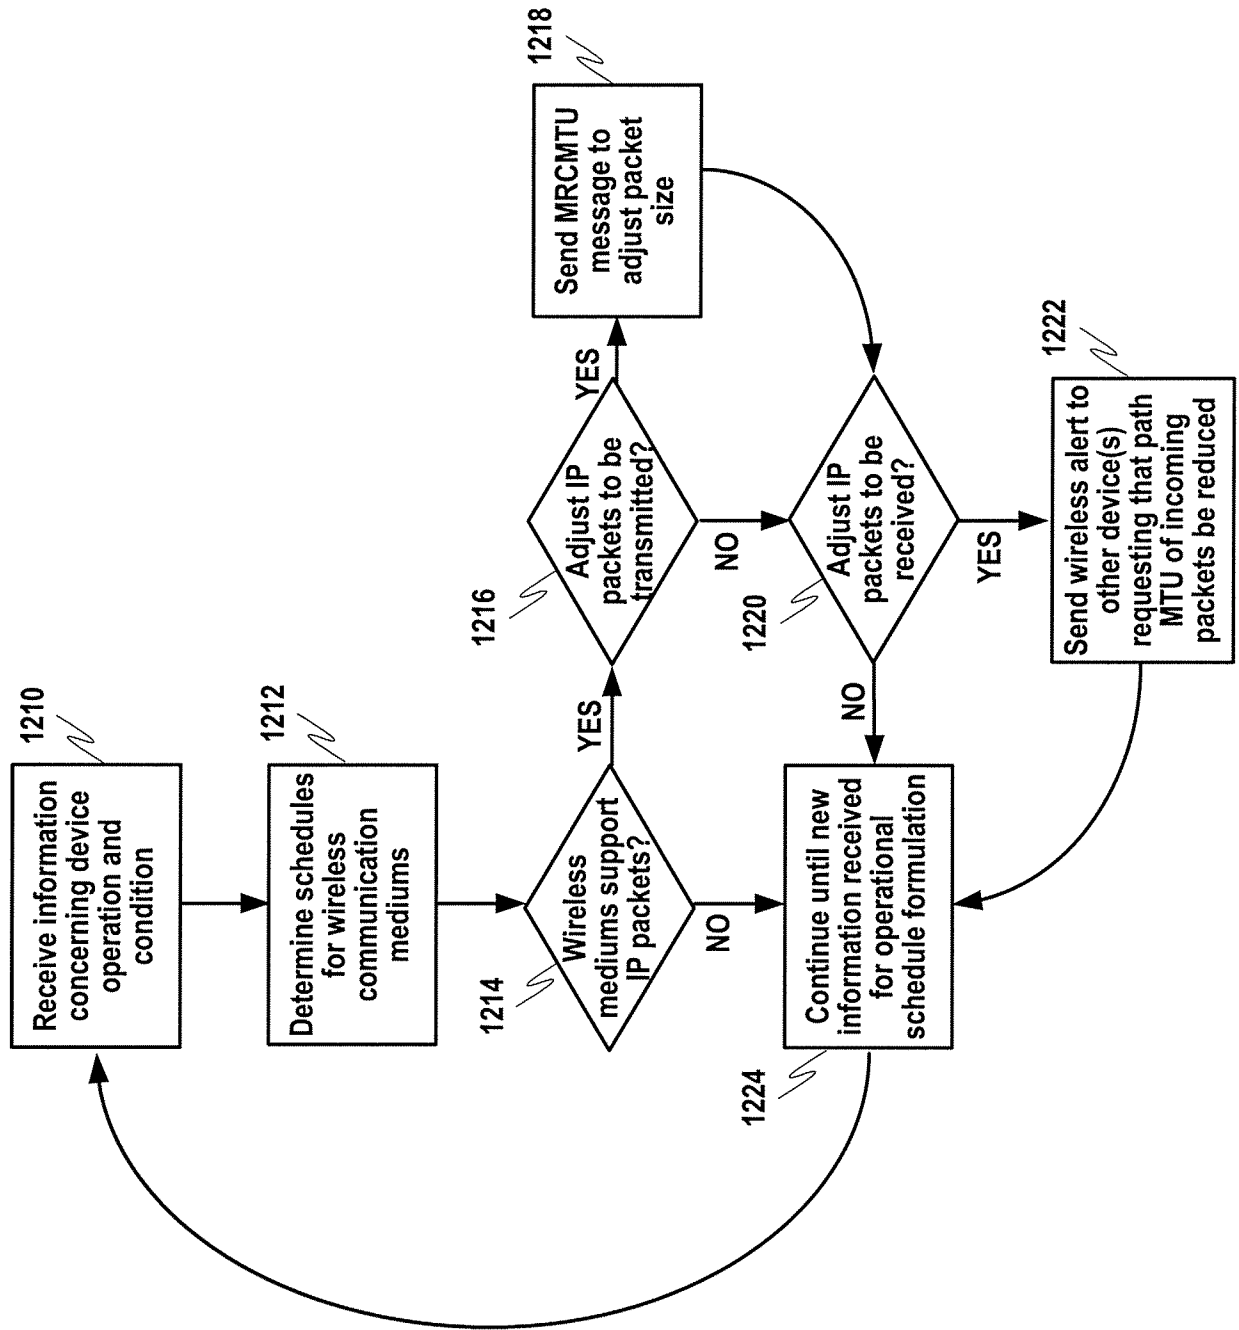 1210
Receive information
concerning device
operation and
condition
1212
Determine schedules
for wireless
communication
mediums
1214
Wireless
mediums support
IP packets?
YES
NO
1216
Adjust IP
packets to be
transmitted?
YES
NO
1218
Send MRCMTU
message to
adjust packet
size
1220
Adjust IP
packets to be
received?
NO
YES
1222
Send wireless alert to
other device(s)
requesting that path
MTU of incoming
packets be reduced
1224
Continue until new
information received
for operational
schedule formulation